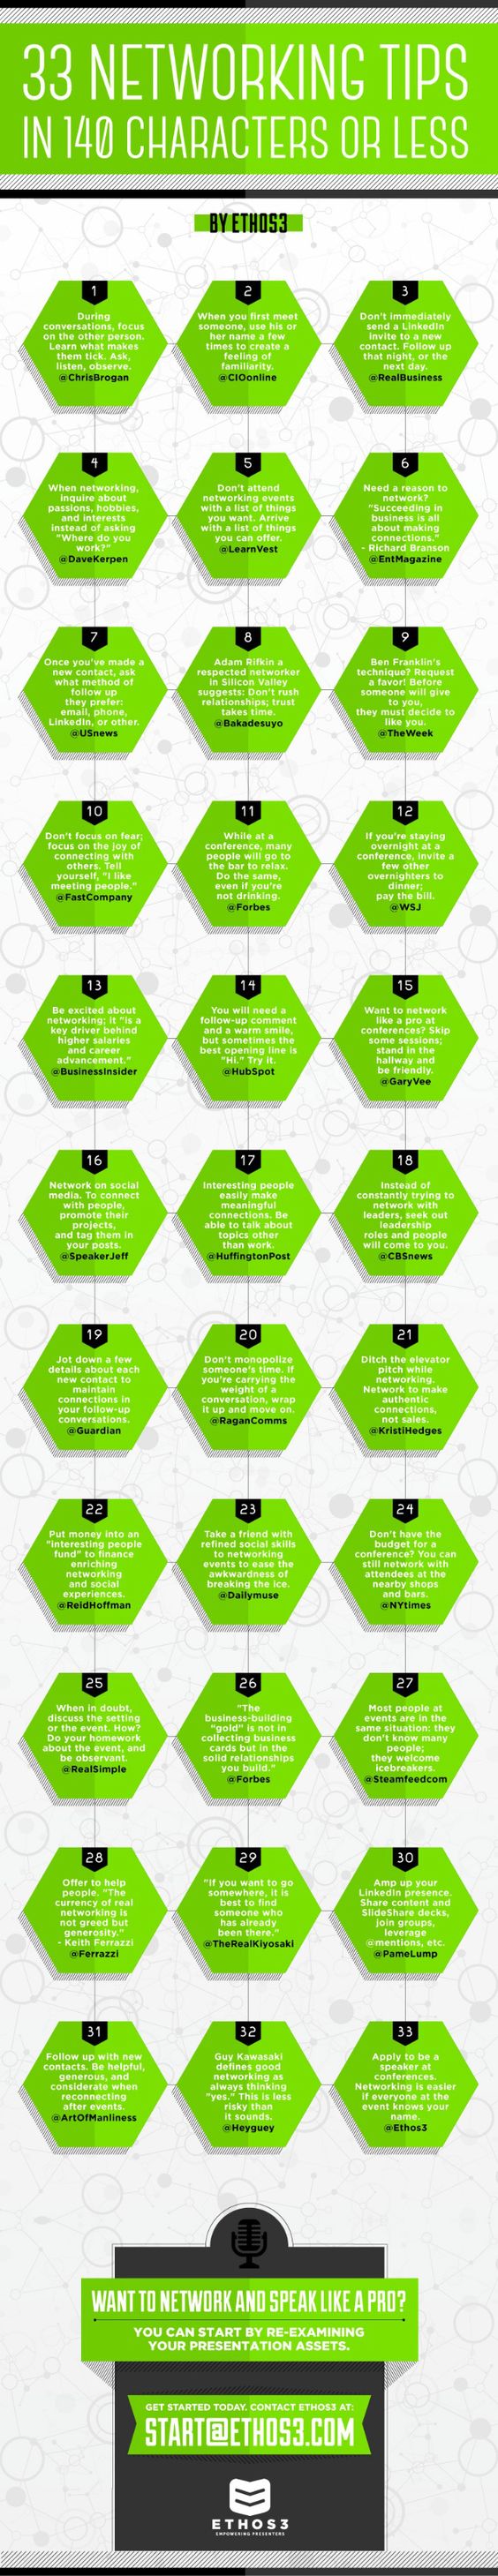 33 NETWORKING TIPS
IN 140 CHARACTERS OR LESS
BY ETHOS3
1
During
conversations, focus
on the other person.
Learn what makes
them tick. Ask,
listen, observe.
@ChrisBrogan
2
When you first meet
someone, use his or
her name a few
times to create a
feeling of
familiarity.
@CIOonline
3
Don't immediately
send a LinkedIn
invite to a new
contact. Follow up
that night, or the
next day.
@RealBusiness
4
When networking,
inquire about
passions, hobbies,
and interests
instead of asking
"Where do you
work?"
@DaveKerpen
5
Don't attend
networking events
with a list of things
you want. Arrive
with a list of things
you can offer.
@LearnVest
6
Need a reason to
network?
"Succeeding in
business is all
about making
connections."
- Richard Branson
@EntMagazine
7
Once you've made a
new contact, ask
what method of
follow up
they prefer:
email, phone,
LinkedIn, or other.
@USnews
8
Adam Rifkin a
respected networker
in Silicon Valley
suggests: Don't rush
relationships; trust
takes time.
@Bakadesuyo
9
Ben Franklin's
technique? Request
a favor! Before
someone will give
to you,
they must decide to
like you.
@TheWeek
10
Don't focus on fear;
focus on the joy of
connecting with
others. Tell
yourself, "I like
meeting people."
@FastCompany
11
While at a
conference, many
people will go to
the bar to relax.
Do the same,
even if you're
not drinking.
@Forbes
12
If you're staying
overnight at a
conference, invite a
few other
overnighters to
dinner;
pay the bill.
@WSJ
13
Be excited about
networking; it "is a
key driver behind
higher salaries
and career
advancement."
@BusinessInsider
14
You will need a
follow-up comment
and a warm smile,
but sometimes the
best opening line is
"Hi." Try it.
@HubSpot
15
Want to network
like a pro at
conferences? Skip
some sessions;
stand in the
hallway and
be friendly.
@GaryVee
16
Network on social
media. To connect
with people,
promote their
projects,
and tag them in
your posts.
@SpeakerJeff
17
Interesting people
easily make
meaningful
connections. Be
able to talk about
topics other
than work.
@HuffingtonPost
18
Instead of
constantly trying to
network with
leaders, seek out
leadership
roles and people
will come to you.
@CBSnews
19
Jot down a few
details about each
new contact to
maintain
connections in
your follow-up
conversations.
@Guardian
20
Don't monopolize
someone's time. If
you're carrying the
weight of a
conversation, wrap
it up and move on.
@RaganComms
21
Ditch the elevator
pitch while
networking.
Network to make
authentic
connections,
not sales.
@KristiHedges
22
Put money into an
"interesting people
fund" to finance
enriching
networking
and social
experiences.
@ReidHoffman
23
Take a friend with
refined social skills
to networking
events to ease the
awkwardness of
breaking the ice.
@Dailymuse
24
Don't have the
budget for a
conference? You can
still network with
attendees at the
nearby shops
and bars.
@NYtimes
25
When in doubt,
discuss the setting
or the event. How?
Do your homework
about the event, and
be observant.
@RealSimple
26
"The
business-building
"gold" is not in
collecting business
cards but in the
solid relationships
you build."
@Forbes
27
Most people at
events are in the
same situation: they
don't know many
people;
they welcome
icebreakers.
@Steamfeedcom
28
Offer to help
people. "The
currency of real
networking is
not greed but
generosity."
- Keith Ferrazzi
@Ferrazzi
29
"If you want to go
somewhere, it is
best to find
someone who
has already
been there."
@TheRealKiyosaki
30
Amp up your
LinkedIn presence.
Share content and
SlideShare decks,
join groups,
leverage
@mentions, etc.
@PameLump
31
Follow up with new
contacts. Be helpful,
generous, and
considerate when
reconnecting
after events.
@ArtOfManliness
32
Guy Kawasaki
defines good
networking as
always thinking
"yes." This is less
risky than
it sounds.
@Heyguey
33
Apply to be a
speaker at
conferences.
Networking is easier
if everyone at the
event knows your
name.
@Ethos3
WANT TO NETWORK AND SPEAK LIKE A PRO?
YOU CAN START BY RE-EXAMINING
YOUR PRESENTATION ASSETS.
GET STARTED TODAY. CONTACT ETHOS3 AT:
START@ETHOS3.COM
ETHOS3
EMPOWERING PRESENTERS